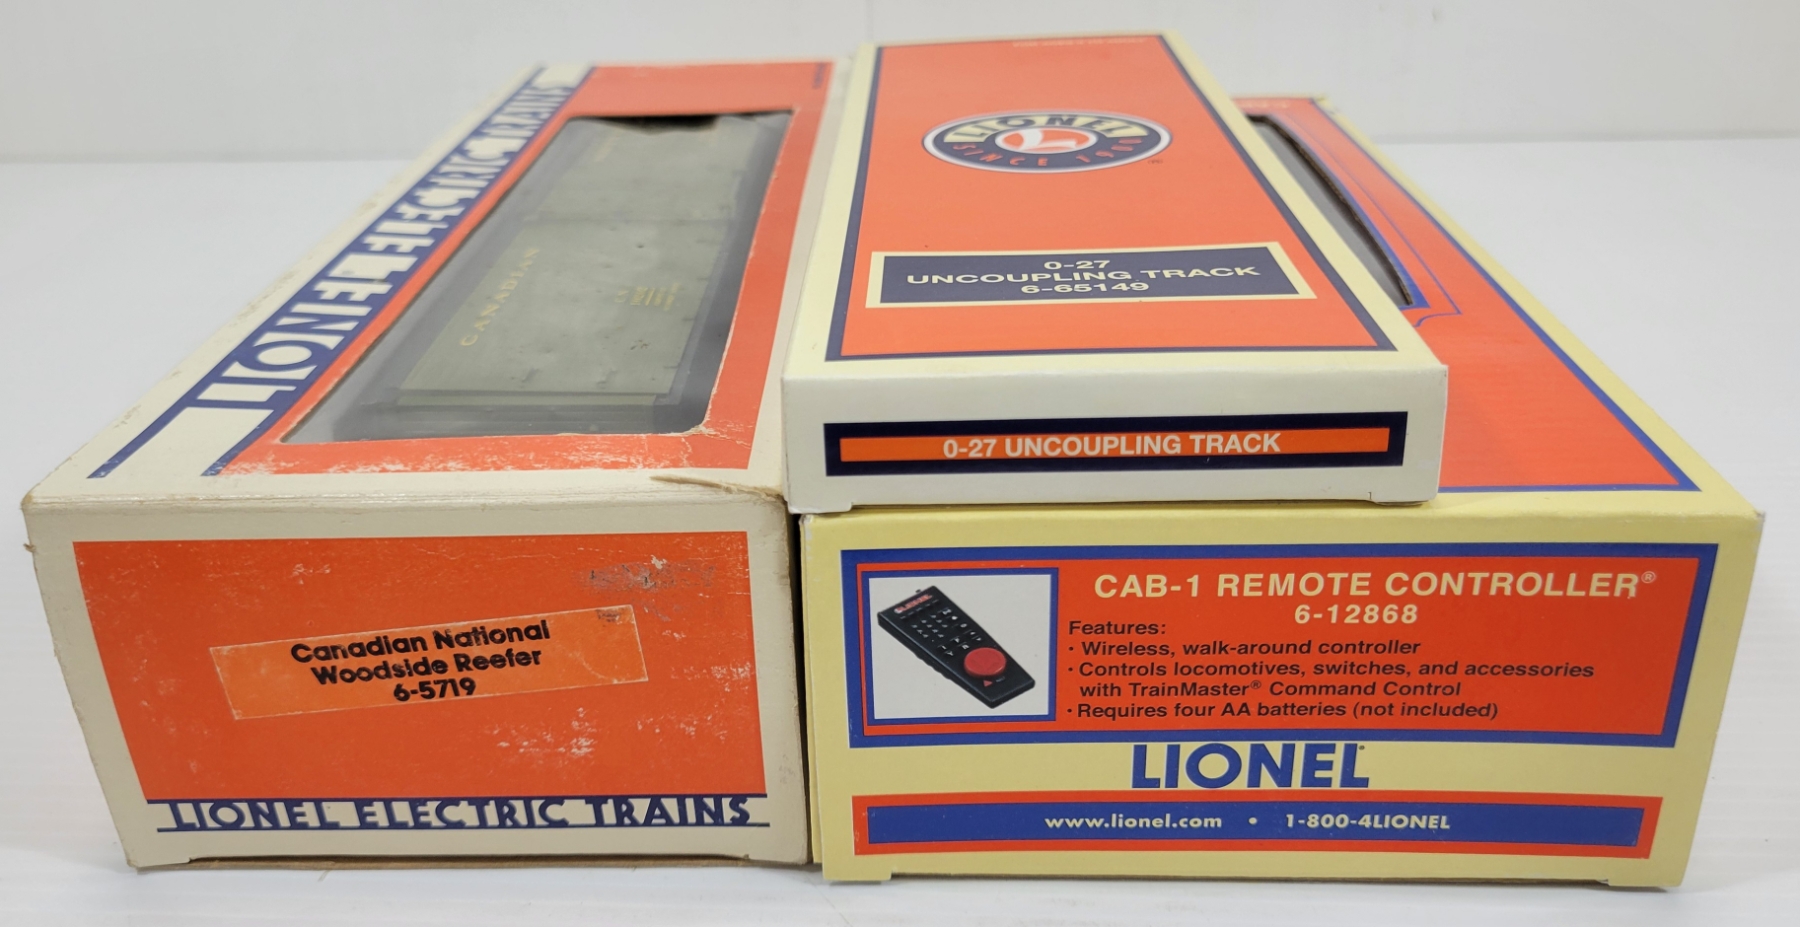 LIONEL ELECTRIC TRAINS
CANADIAN
Canadian National
Woodside Reefer
6-5719
LIONEL ELECTRIC TRAINS
LIONEL
SINCE 1900
0-27
UNCOUPLING TRACK
6-65149
0-27 UNCOUPLING TRACK
LIONEL
CAB-1 REMOTE CONTROLLER®
6-12868
Features:
· Wireless, walk-around controller
· Controls locomotives, switches, and accessories
with TrainMaster® Command Control
· Requires four AA batteries (not included)
LIONEL
www.lionel.com • 1-800-4LIONEL